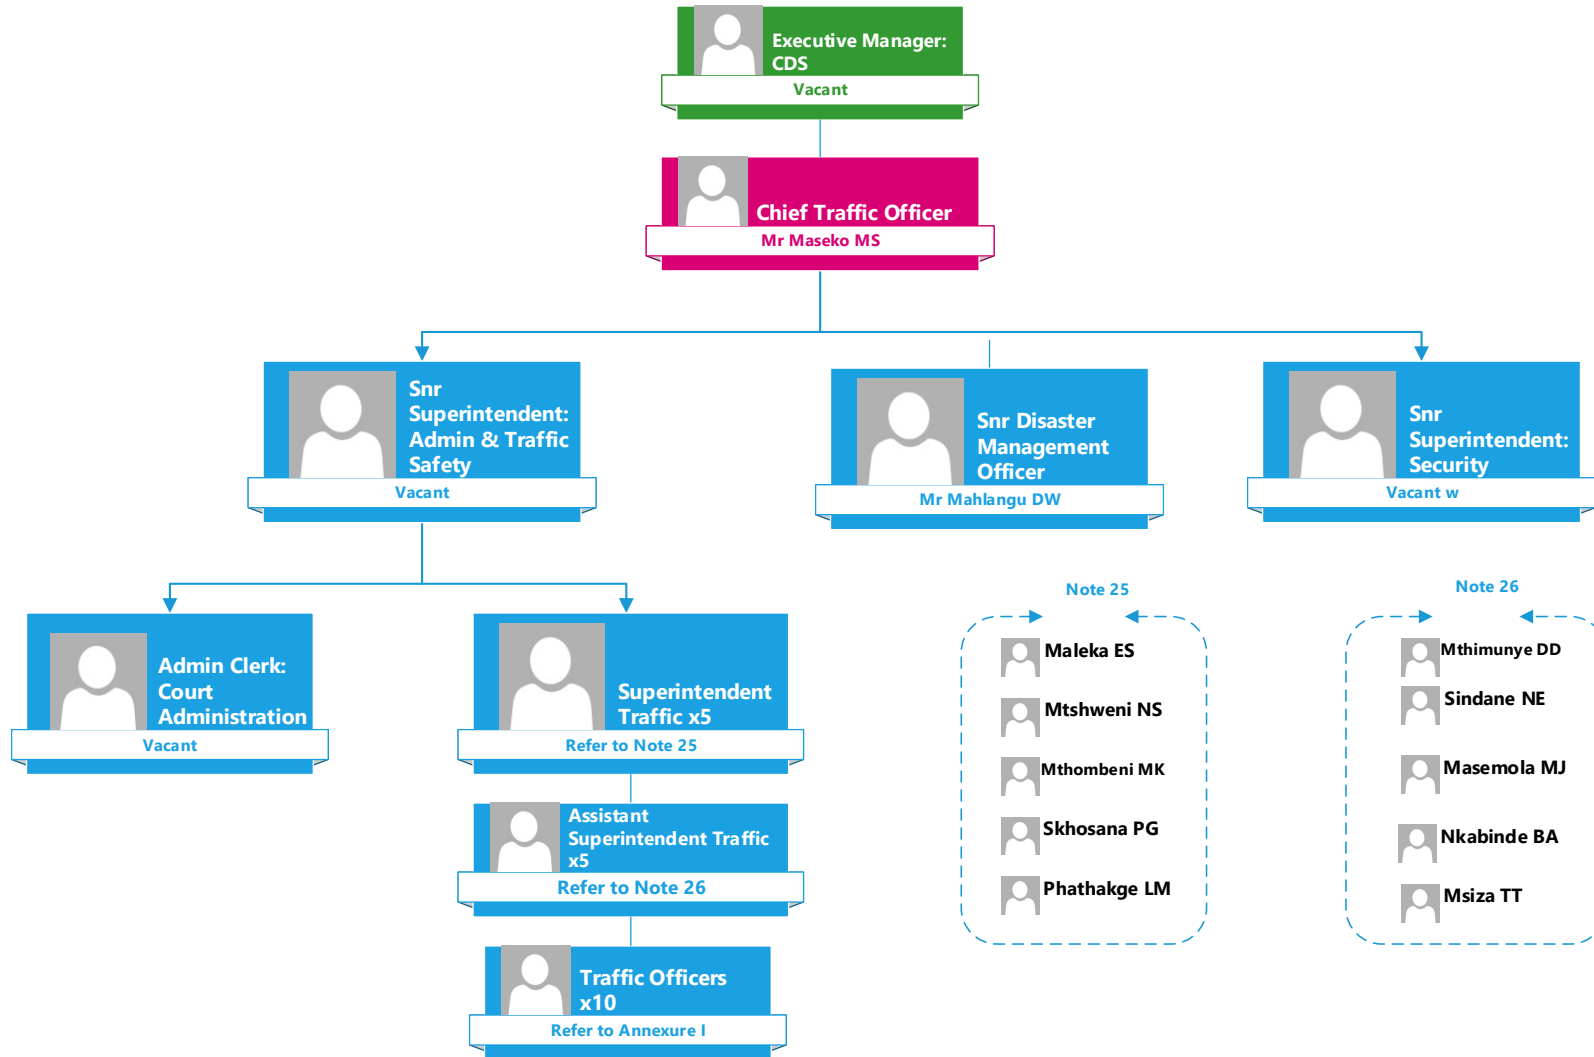 Executive Manager:
CDS
Vacant
Chief Traffic Officer
Mr Maseko MS
Snr
Superintendent:
Admin & Traffic
Safety
Vacant
Snr Disaster
Management
Officer
Mr Mahlangu DW
Snr
Superintendent:
Security
Vacant w
Admin Clerk:
Court
Administration
Vacant
Superintendent
Traffic x5
Refer to Note 25
Assistant
Superintendent Traffic
x5
Refer to Note 26
Traffic Officers
x10
Refer to Annexure I
Note 25
Maleka ES
Mtshweni NS
Mthombeni MK
Skhosana PG
Phathakge LM
Note 26
Mthimunye DD
Sindane NE
Masemola MJ
Nkabinde BA
Msiza TT